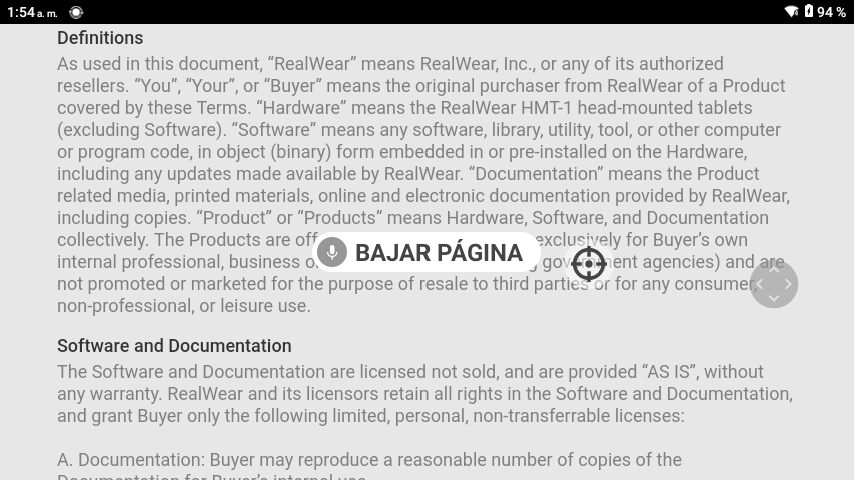 1:54 a. m.
94 %
Definitions
As used in this document, “RealWear” means RealWear, Inc., or any of its authorized
resellers. “You”, “Your”, or “Buyer” means the original purchaser from RealWear of a Product
covered by these Terms. “Hardware” means the RealWear HMT-1 head-mounted tablets
(excluding Software). “Software” means any software, library, utility, tool, or other computer
or program code, in object (binary) form embedded in or pre-installed on the Hardware,
including any updates made available by RealWear. “Documentation” means the Product
related media, printed materials, online and electronic documentation provided by RealWear,
including copies. “Product” or “Products” means Hardware, Software, and Documentation
collectively. The Products are exclusively for Buyer’s own
BAJAR PÁGINA
internal professional, business agencies) and are
not promoted or marketed for the purpose of resale to third parties or for any consumer,
non-professional, or leisure use.
Software and Documentation
The Software and Documentation are licensed not sold, and are provided “AS IS”, without
any warranty. RealWear and its licensors retain all rights in the Software and Documentation,
and grant Buyer only the following limited, personal, non-transferrable licenses:
A. Documentation: Buyer may reproduce a reasonable number of copies of the
Documentation for Buyer’s internal use